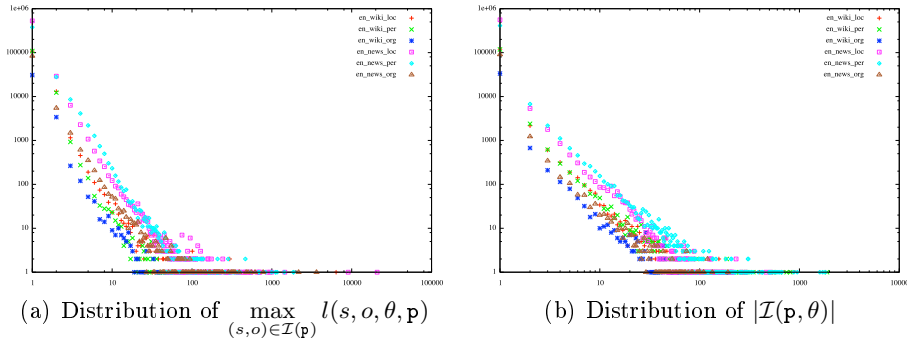 1e+06
100000
10000
1000
100
10
1
1 10 100 1000 10000 100000
en_wiki_loc
en_wiki_per
en_wiki_org
en_news_loc
en_news_per
en_news_org
(a) Distribution of max l(s, o, θ, p)
(s,o)∈I(p)
1e+06
100000
10000
1000
100
10
1
1 10 100 1000 10000
en_wiki_loc
en_wiki_per
en_wiki_org
en_news_loc
en_news_per
en_news_org
(b) Distribution of |I(p, θ)|